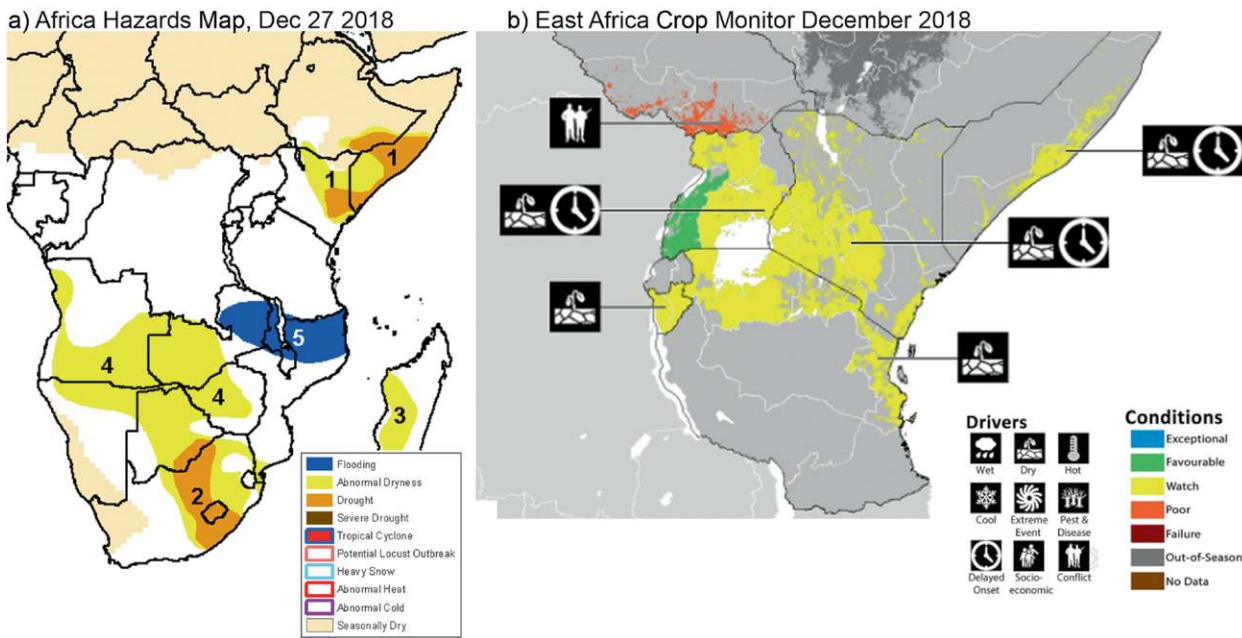 a) Africa Hazards Map, Dec 27 2018
b) East Africa Crop Monitor December 2018
1
1
4
4
5
3
2
Flooding
Abnormal Dryness
Drought
Severe Drought
Tropical Cyclone
Potential Locust Outbreak
Heavy Snow
Abnormal Heat
Abnormal Cold
Seasonally Dry
Drivers
Wet
Dry
Hot
Cool
Extreme
Event
Pest &
Disease
Delayed
Onset
Socio-
economic
Conflict
Conditions
Exceptional
Favourable
Watch
Poor
Failure
Out-of-Season
No Data